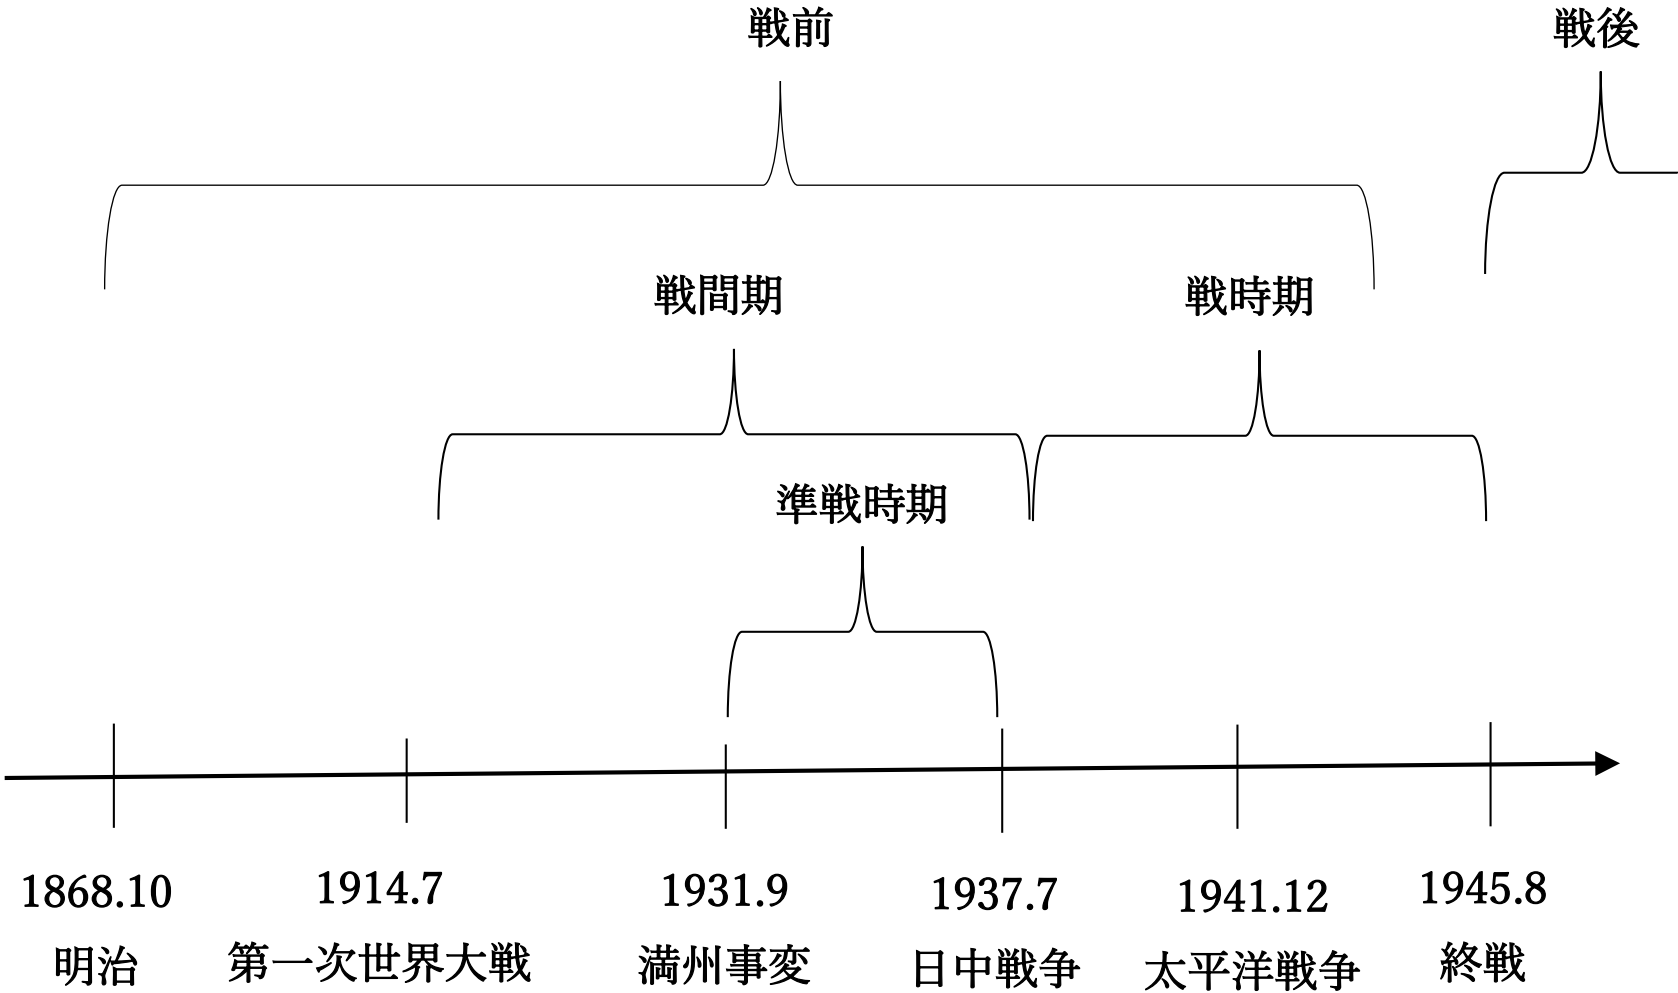 戦前
戦後
戦間期
戦時期
準戦時期
1868.10
明治
1914.7
第一次世界大戦
1931.9
満州事変
1937.7
日中戦争
1941.12
太平洋戦争
1945.8
終戦